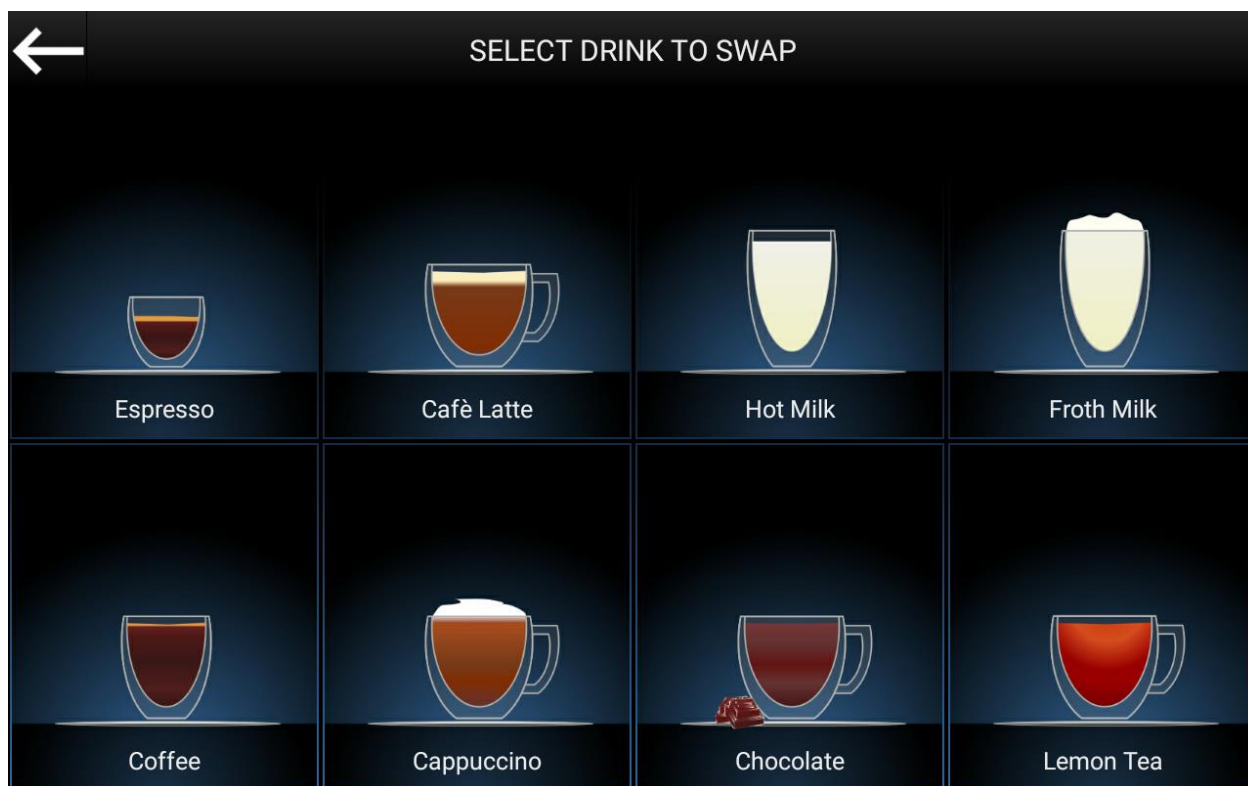 SELECT DRINK TO SWAP
Espresso
Cafè Latte
Hot Milk
Froth Milk
Coffee
Cappuccino
Chocolate
Lemon Tea